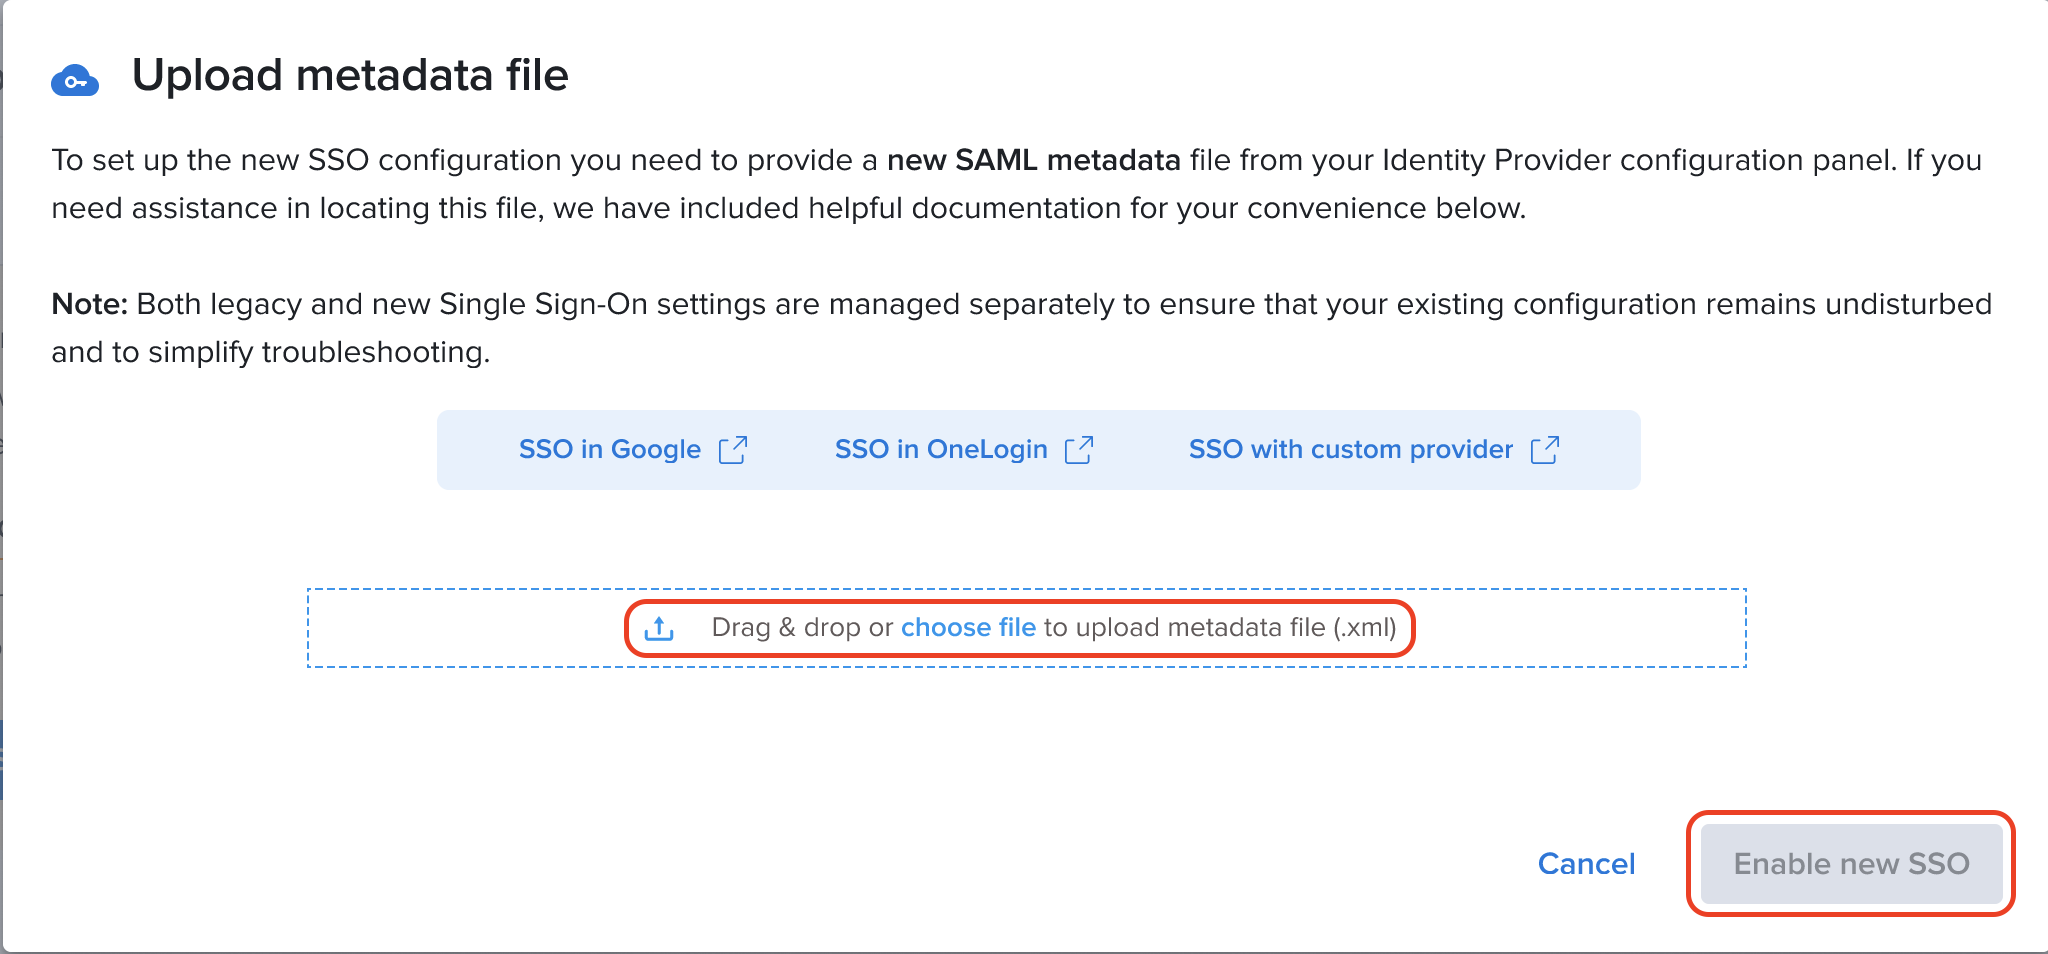 Upload metadata file
To set up the new SSO configuration you need to provide a new SAML metadata file from your Identity Provider configuration panel. If you
need assistance in locating this file, we have included helpful documentation for your convenience below.
Note: Both legacy and new Single Sign-On settings are managed separately to ensure that your existing configuration remains undisturbed
and to simplify troubleshooting.
SSO in Google SSO in OneLogin SSO with custom provider
Drag & drop or choose file to upload metadata file (.xml)
Cancel Enable new SSO